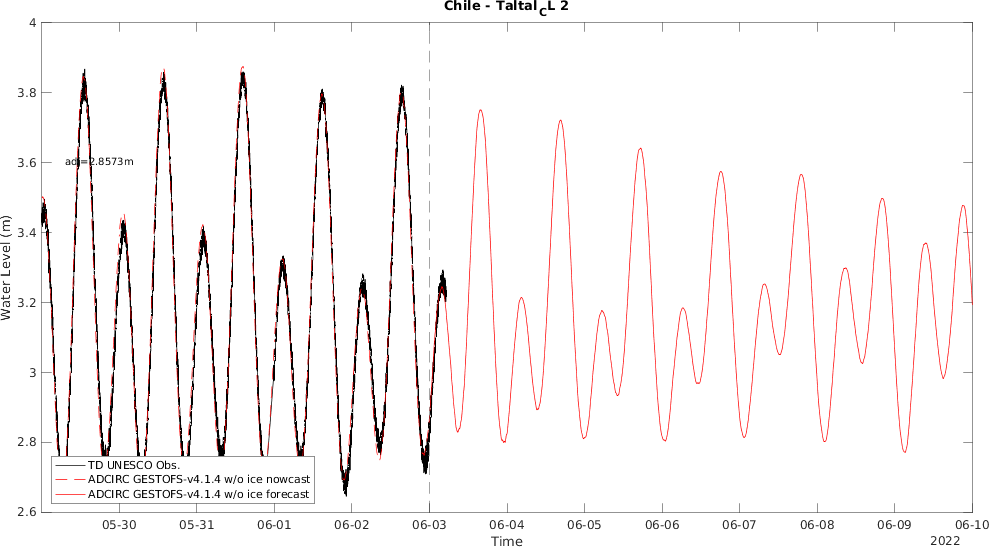 Chile - Taltal_CL 2
4
3.8
3.6
3.4
3.2
3
2.8
2.6
Water Level (m)
adj=2.8573m
TD UNESCO Obs.
ADCIRC GESTOFS-v4.1.4 w/o ice nowcast
ADCIRC GESTOFS-v4.1.4 w/o ice forecast
05-30 05-31 06-01 06-02 06-03 06-04 06-05 06-06 06-07 06-08 06-09 06-10
Time
2022